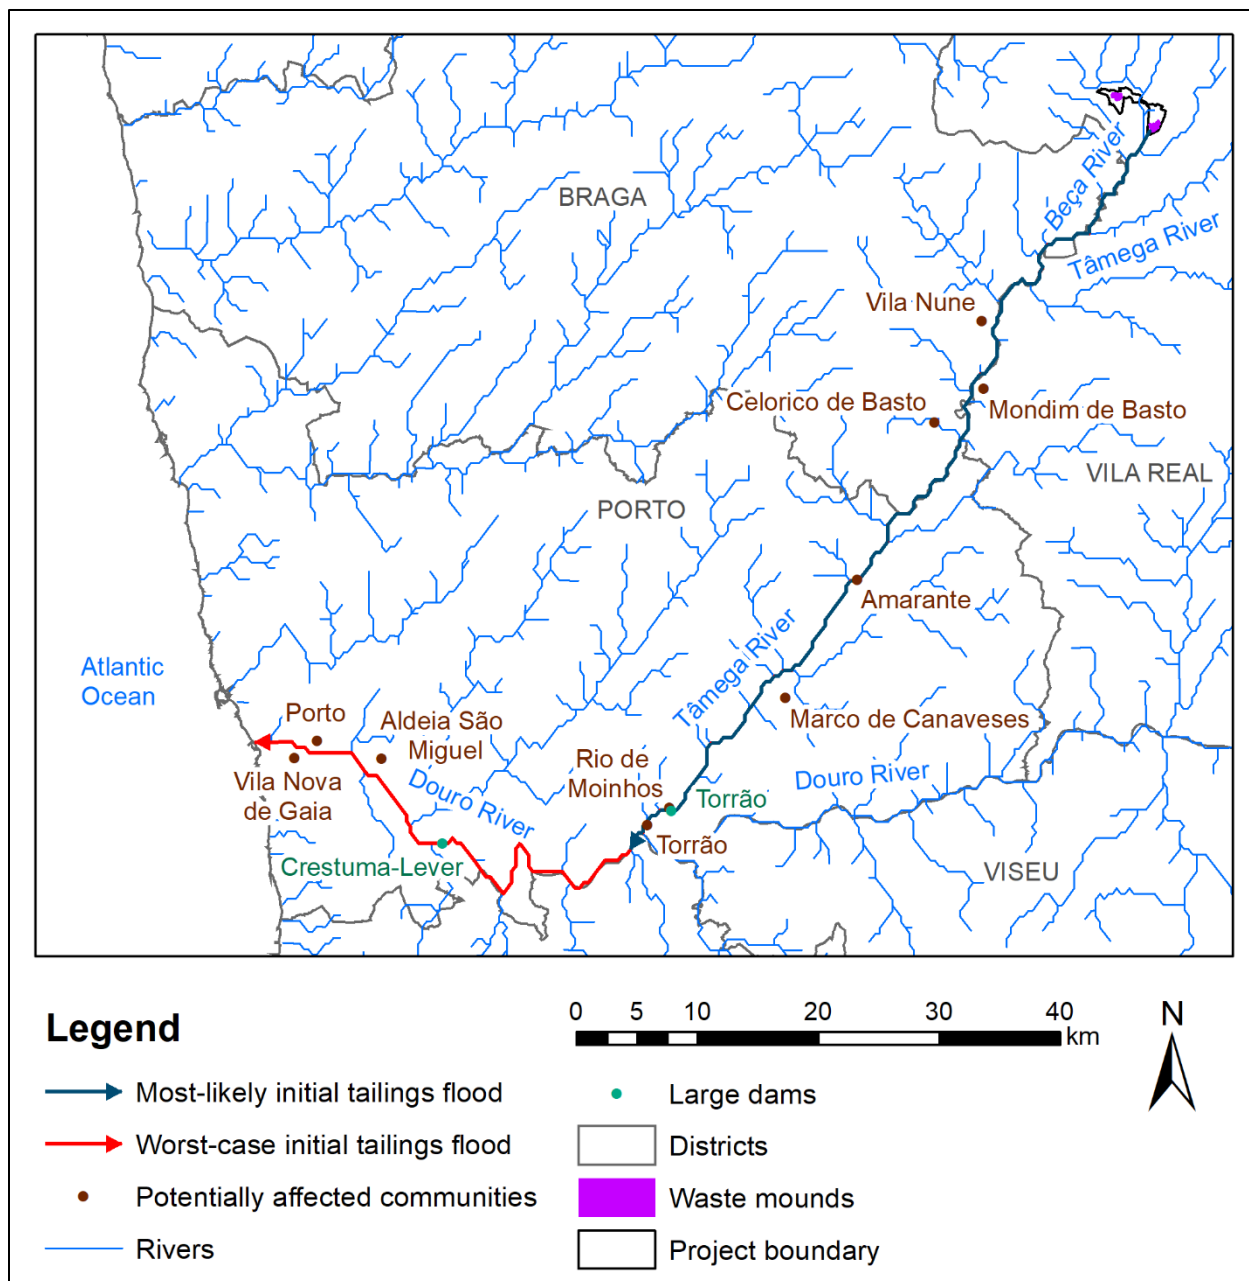 BRAGA
Beça River
Tâmega River
Vila Nune
Celorico de Basto
Mondim de Basto
VILA REAL
PORTO
Amarante
Tâmega River
Atlantic
Ocean
Marco de Canaveses
Porto
Aldeia São
Miguel
Rio de
Moinhos
Douro River
Vila Nova
de Gaia
Douro River
Torrão
Torrão
Crestuma-Lever
VISEU
Legend
0 5 10 20 30 40
km
N
Most-likely initial tailings flood
Worst-case initial tailings flood
Potentially affected communities
Rivers
Large dams
Districts
Waste mounds
Project boundary